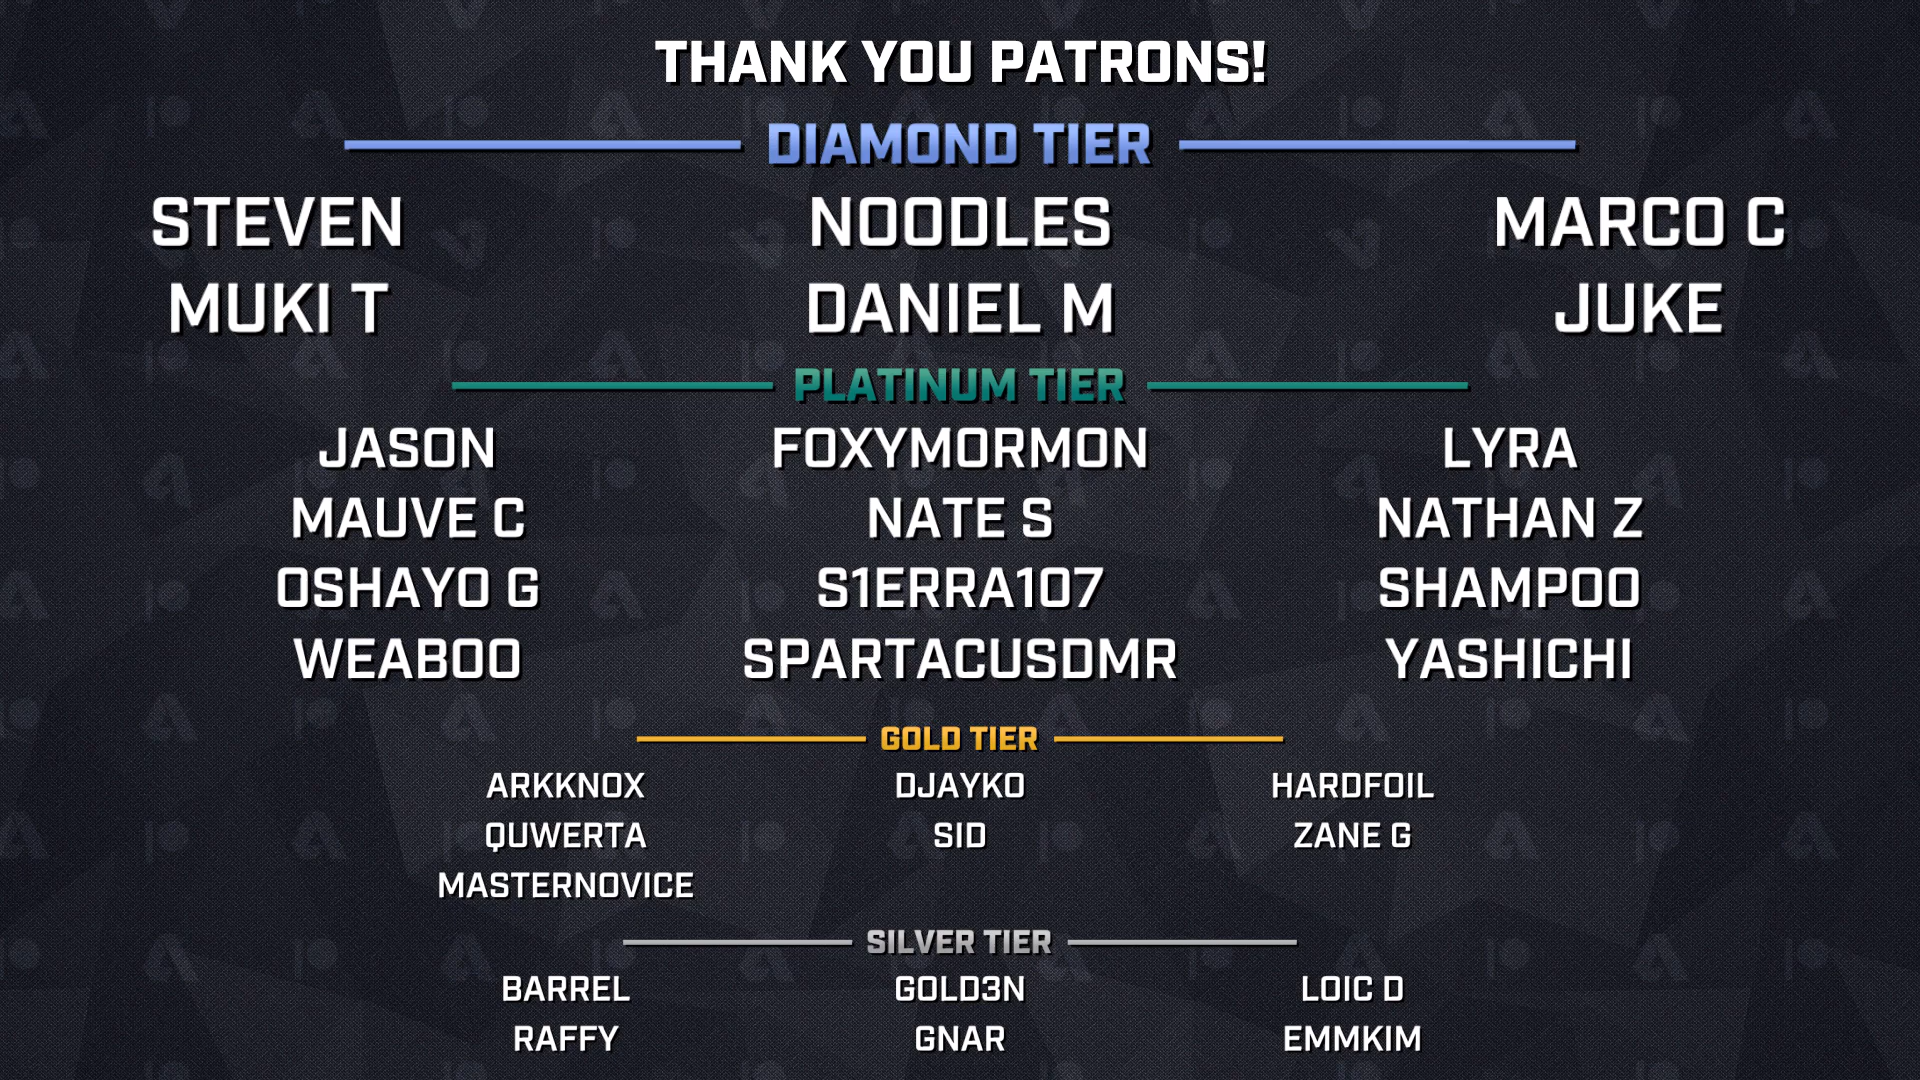 THANK YOU PATRONS!
DIAMOND TIER
STEVEN NOODLES MARCO C
MUKI T DANIEL M JUKE
PLATINUM TIER
JASON FOXYMORMON LYRA
MAUVE C NATE S NATHAN Z
OSHAYO G S1ERRA107 SHAMPOO
WEABOO SPARTACUSDMR YASHICHI
GOLD TIER
ARKKNOX DJAYKO HARDFOIL
QUWERTA SID ZANE G
MASTERNOVICE
SILVER TIER
BARREL GOLD3N LOIC D
RAFFY GNAR EMMKIM